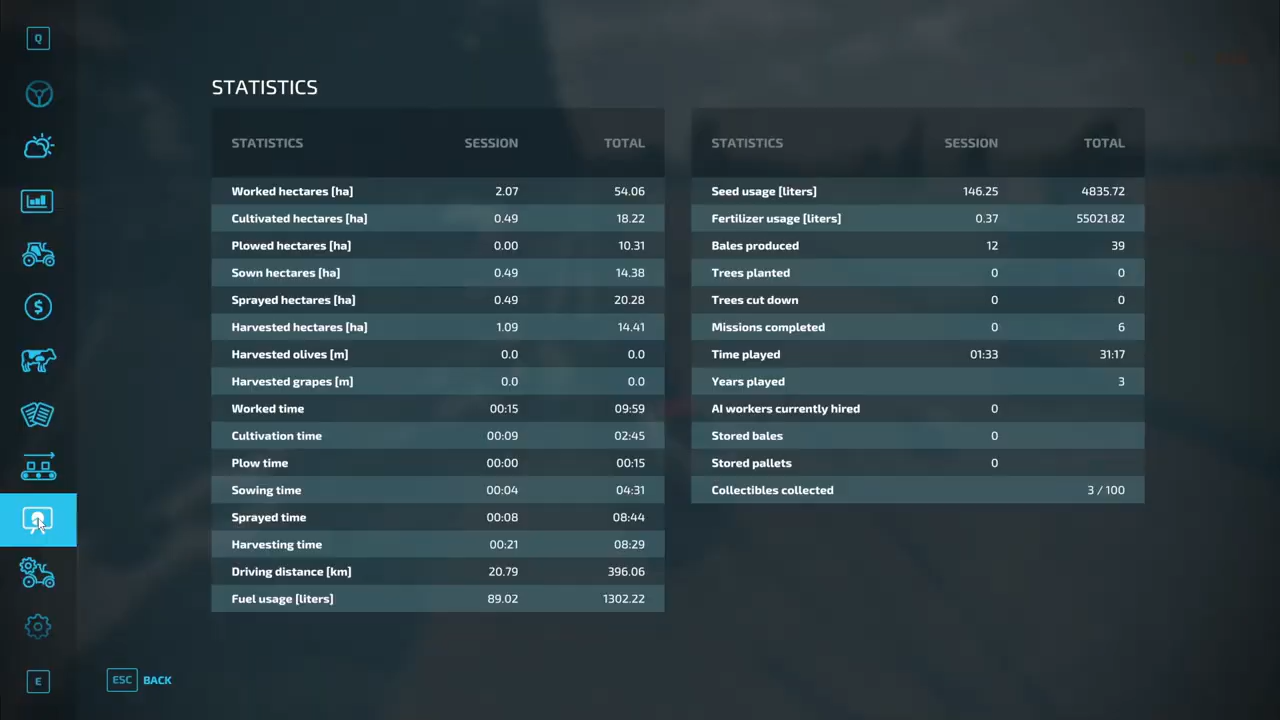 Q
STATISTICS
STATISTICS SESSION TOTAL
Worked hectares [ha] 2.07 54.06
Cultivated hectares [ha] 0.49 18.22
Plowed hectares [ha] 0.00 10.31
Sown hectares [ha] 0.49 14.38
Sprayed hectares [ha] 0.49 20.28
Harvested hectares [ha] 1.09 14.41
Harvested olives [m] 0.0 0.0
Harvested grapes [m] 0.0 0.0
Worked time 00:15 09:59
Cultivation time 00:09 02:45
Plow time 00:00 00:15
Sowing time 00:04 04:31
Sprayed time 00:08 08:44
Harvesting time 00:21 08:29
Driving distance [km] 20.79 396.06
Fuel usage [liters] 89.02 1302.22
STATISTICS SESSION TOTAL
Seed usage [liters] 146.25 4835.72
Fertilizer usage [liters] 0.37 55021.82
Bales produced 12 39
Trees planted 0 0
Trees cut down 0 0
Missions completed 0 6
Time played 01:33 31:17
Years played 3
AI workers currently hired 0
Stored bales 0
Stored pallets 0
Collectibles collected 3 / 100
E
ESC BACK